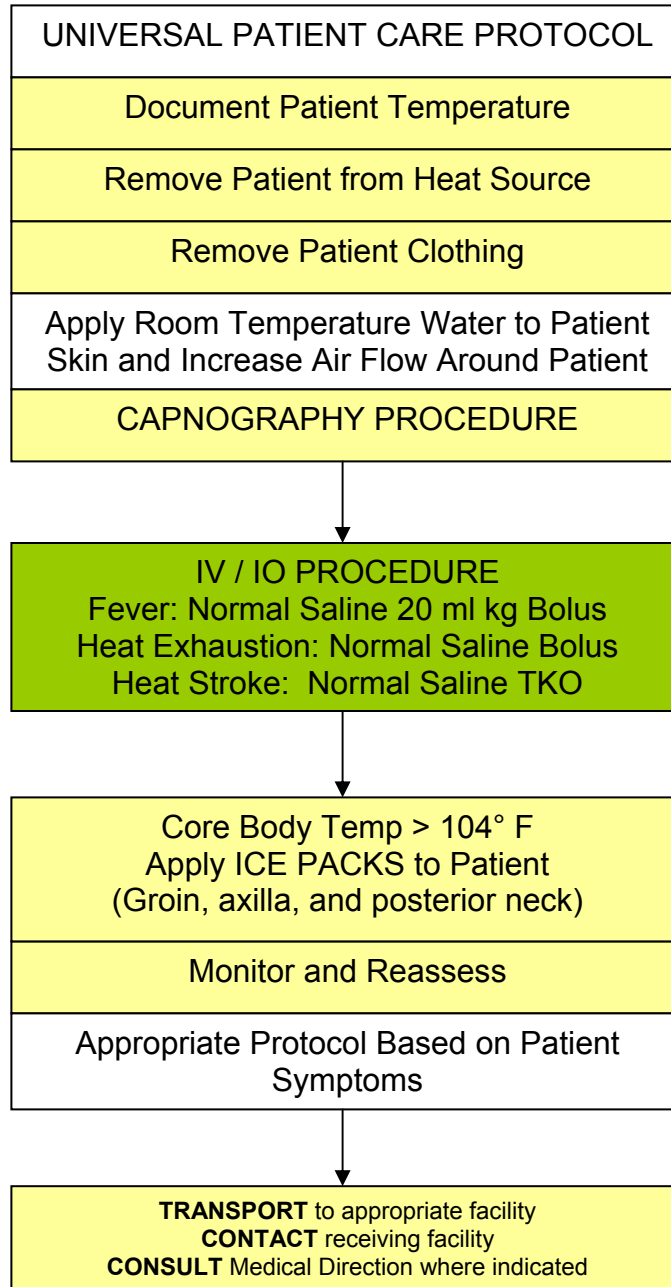 UNIVERSAL PATIENT CARE PROTOCOL
Document Patient Temperature
Remove Patient from Heat Source
Remove Patient Clothing
Apply Room Temperature Water to Patient
Skin and Increase Air Flow Around Patient
CAPNOGRAPHY PROCEDURE
IV / IO PROCEDURE
Fever: Normal Saline 20 ml kg Bolus
Heat Exhaustion: Normal Saline Bolus
Heat Stroke:  Normal Saline TKO
Core Body Temp > 104° F
Apply ICE PACKS to Patient
(Groin, axilla, and posterior neck)
Monitor and Reassess
Appropriate Protocol Based on Patient
Symptoms
TRANSPORT to appropriate facility
CONTACT receiving facility
CONSULT Medical Direction where indicated